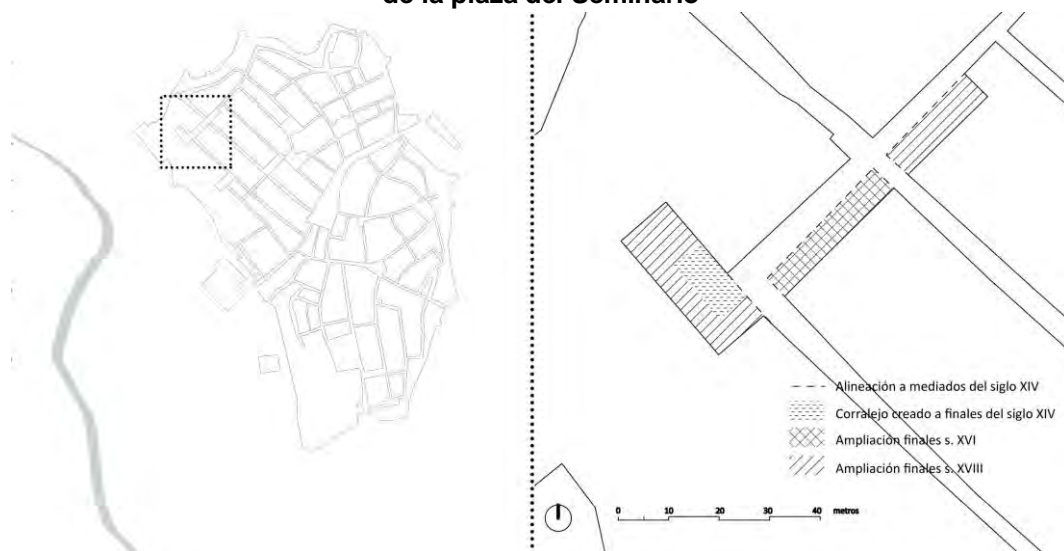 de la plaza del Seminario
Alineación a mediados del siglo XIV
Corralejo creado a finales del siglo XIV
Ampliación finales s. XVI
Ampliación finales s. XVIII
0 10 20 30 40 metros